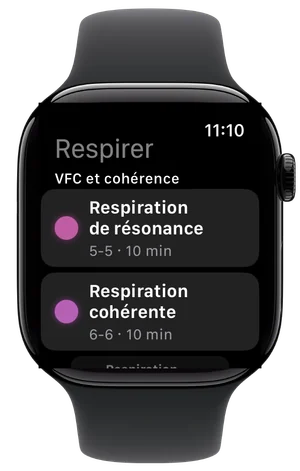 11:10
Respirer
VFC et cohérence
Respiration
de résonance
5-5 · 10 min
Respiration
cohérente
6-6 · 10 min
Respiration